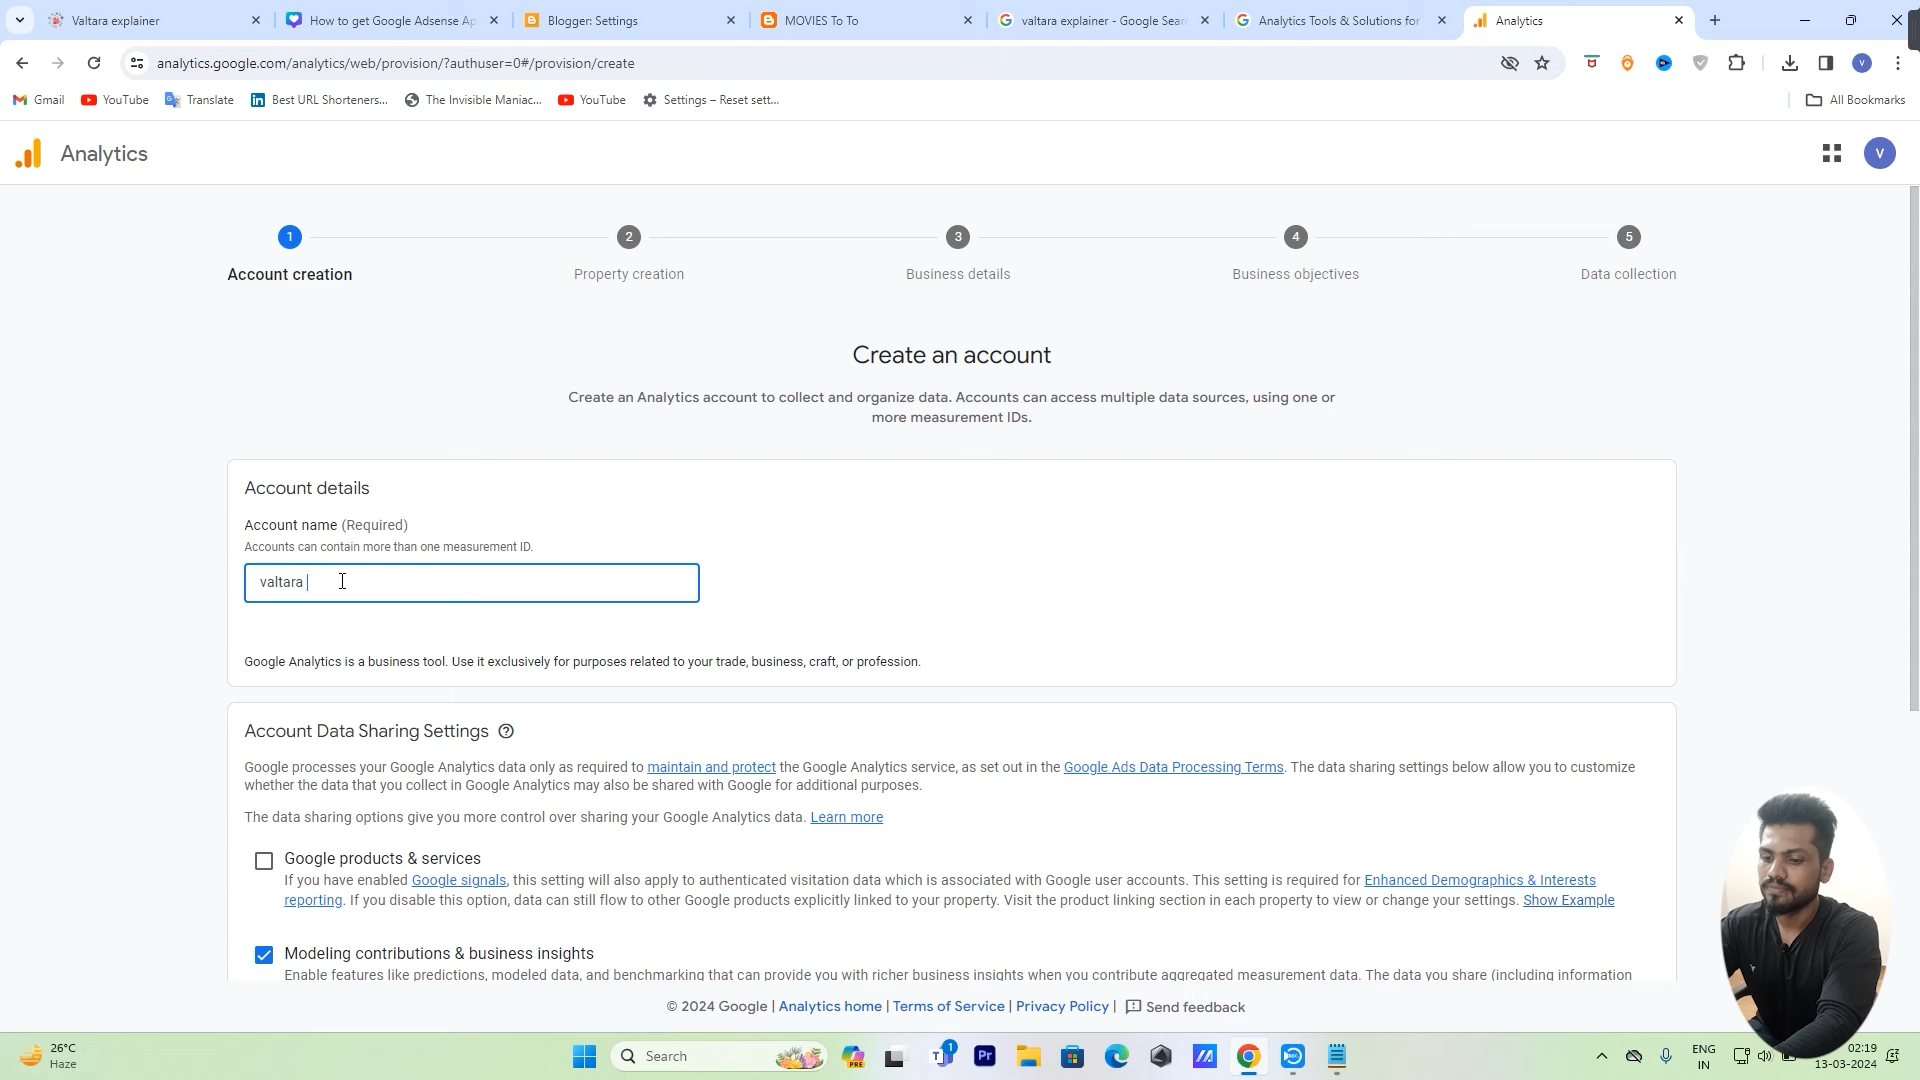 Valtara explainer
How to get Google Adsense Ap
Blogger: Settings
MOVIES To To
valtara explainer - Google Sear
Analytics Tools & Solutions for
Analytics
analytics.google.com/analytics/web/provision/?authuser=0#/provision/create
V
Gmail
YouTube
Translate
Best URL Shorteners...
The Invisible Maniac...
YouTube
Settings – Reset sett...
All Bookmarks
Analytics
V
1
2
3
4
5
Account creation
Property creation
Business details
Business objectives
Data collection
Create an account
Create an Analytics account to collect and organize data. Accounts can access multiple data sources, using one or
more measurement IDs.
Account details
Account name (Required)
Accounts can contain more than one measurement ID.
valtara
Google Analytics is a business tool. Use it exclusively for purposes related to your trade, business, craft, or profession.
Account Data Sharing Settings
Google processes your Google Analytics data only as required to maintain and protect the Google Analytics service, as set out in the Google Ads Data Processing Terms. The data sharing settings below allow you to customize
whether the data that you collect in Google Analytics may also be shared with Google for additional purposes.
The data sharing options give you more control over sharing your Google Analytics data. Learn more
Google products & services
If you have enabled Google signals, this setting will also apply to authenticated visitation data which is associated with Google user accounts. This setting is required for Enhanced Demographics & Interests
reporting. If you disable this option, data can still flow to other Google products explicitly linked to your property. Visit the product linking section in each property to view or change your settings. Show Example
Modeling contributions & business insights
Enable features like predictions, modeled data, and benchmarking that can provide you with richer business insights when you contribute aggregated measurement data. The data you share (including information
© 2024 Google | Analytics home | Terms of Service | Privacy Policy | Send feedback
26°C
Haze
Search
PRE
1
Pr
ENG
IN
02:19
13-03-2024